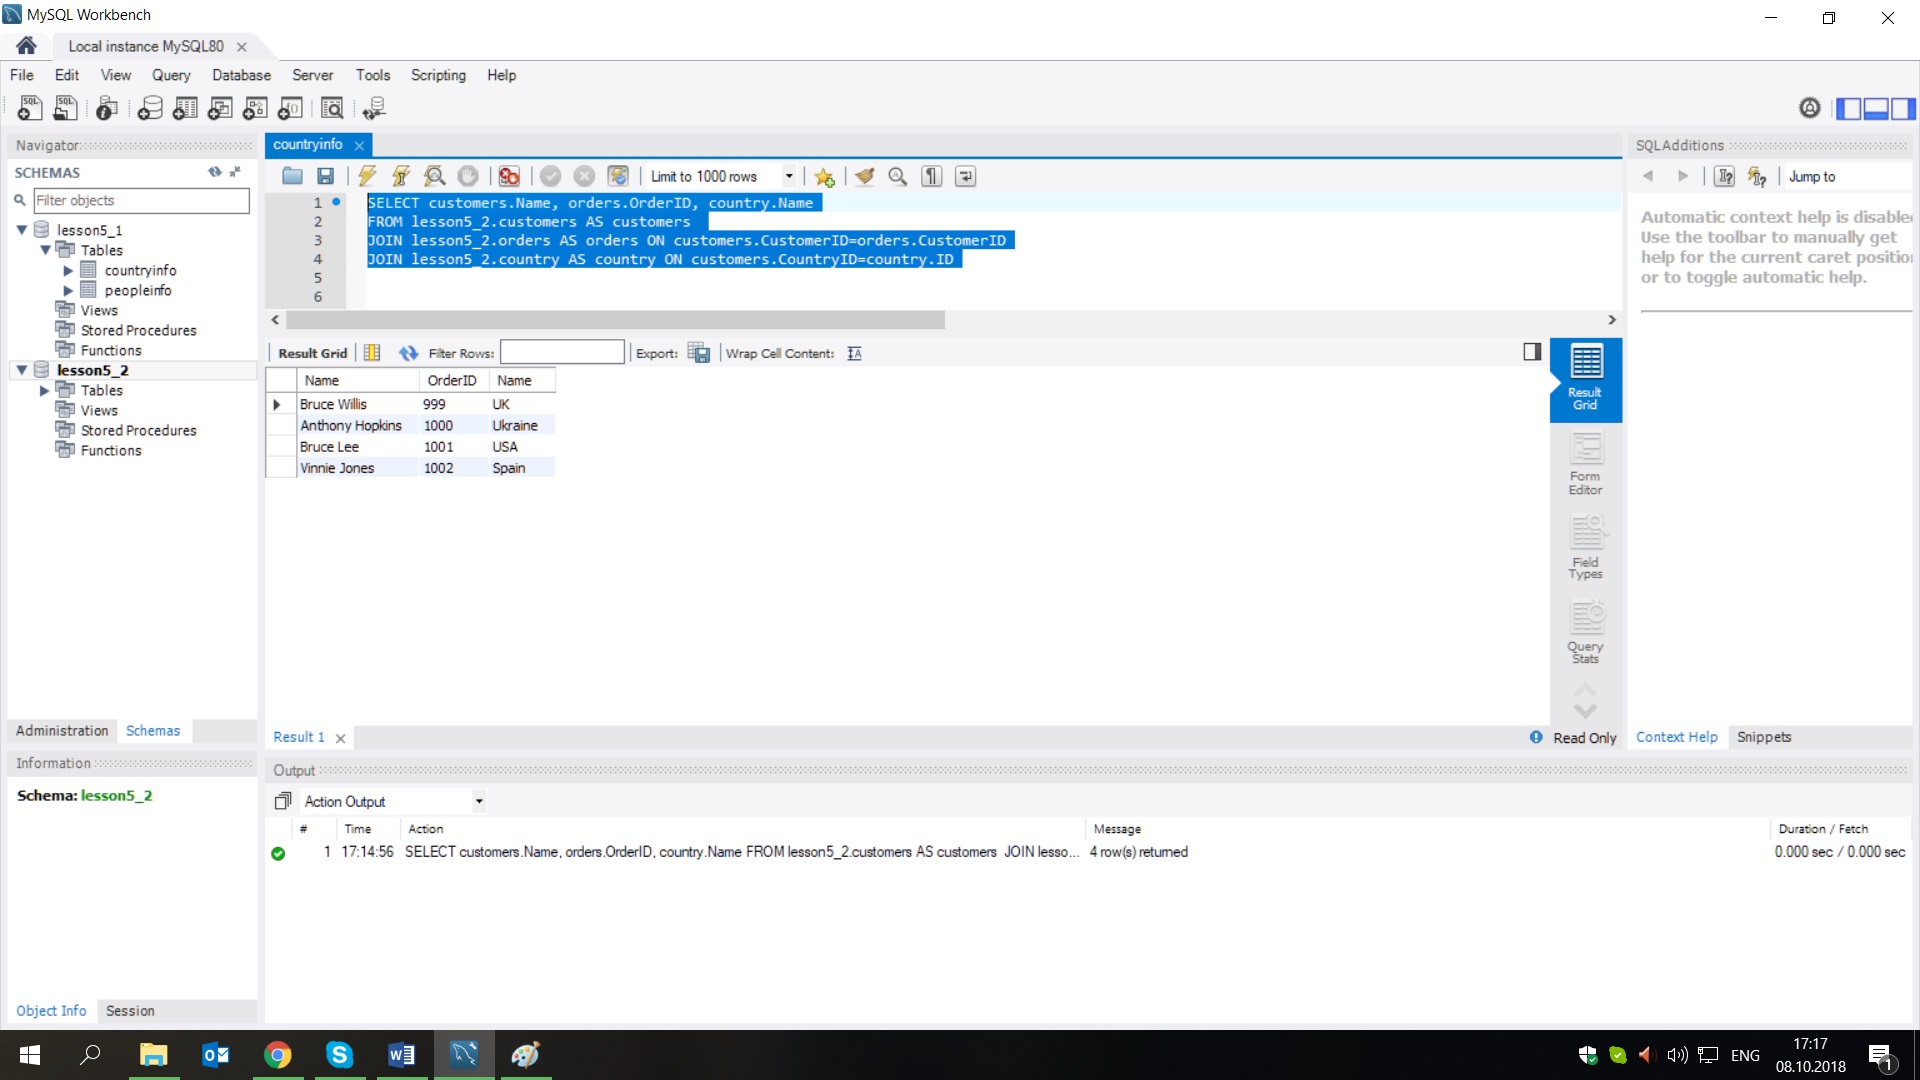 MySQL Workbench
Local instance MySQL80
File Edit View Query Database Server Tools Scripting Help
Navigator
SCHEMAS
Filter objects
lesson5_1
Tables
countryinfo
peopleinfo
Views
Stored Procedures
Functions
lesson5_2
Tables
Views
Stored Procedures
Functions
Administration Schemas
Information
Schema: lesson5_2
Object Info Session
countryinfo
Limit to 1000 rows
1 SELECT customers.Name, orders.OrderID, country.Name
2 FROM lesson5_2.customers AS customers
3 JOIN lesson5_2.orders AS orders ON customers.CustomerID=orders.CustomerID
4 JOIN lesson5_2.country AS country ON customers.CountryID=country.ID
5
6
Result Grid Filter Rows: Export: Wrap Cell Content:
Name OrderID Name
Bruce Willis 999 UK
Anthony Hopkins 1000 Ukraine
Bruce Lee 1001 USA
Vinnie Jones 1002 Spain
Result
Grid
Form
Editor
Field
Types
Query
Stats
Result 1
Read Only
SQLAdditions
Jump to
Automatic context help is disabled
Use the toolbar to manually get
help for the current caret position
or to toggle automatic help.
Context Help Snippets
Output
Action Output
# Time Action Message Duration / Fetch
1 17:14:56 SELECT customers.Name, orders.OrderID, country.Name FROM lesson5_2.customers AS customers JOIN lesso... 4 row(s) returned 0.000 sec / 0.000 sec
ENG
17:17
08.10.2018
1